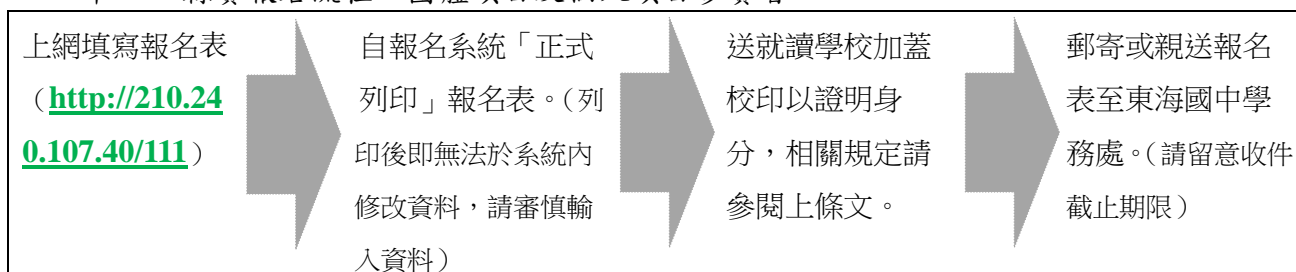 上網填寫報名表
（http://210.24
0.107.40/111）
自報名系統「正式
列印」報名表。（列
印後即無法於系統內
修改資料，請審慎輸
入資料）
送就讀學校加蓋
校印以證明身
分，相關規定請
參閱上條文。
郵寄或親送報名
表至東海國中學
務處。（請留意收件
截止期限）